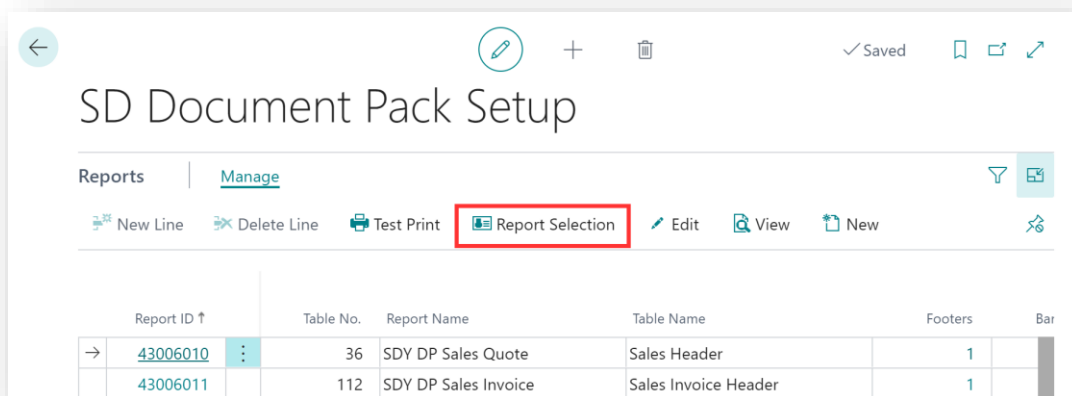 Saved
SD Document Pack Setup
Reports Manage
New Line Delete Line Test Print Report Selection Edit View New
Report ID ↑ Table No. Report Name Table Name Footers Bar
43006010 36 SDY DP Sales Quote Sales Header 1
43006011 112 SDY DP Sales Invoice Sales Invoice Header 1